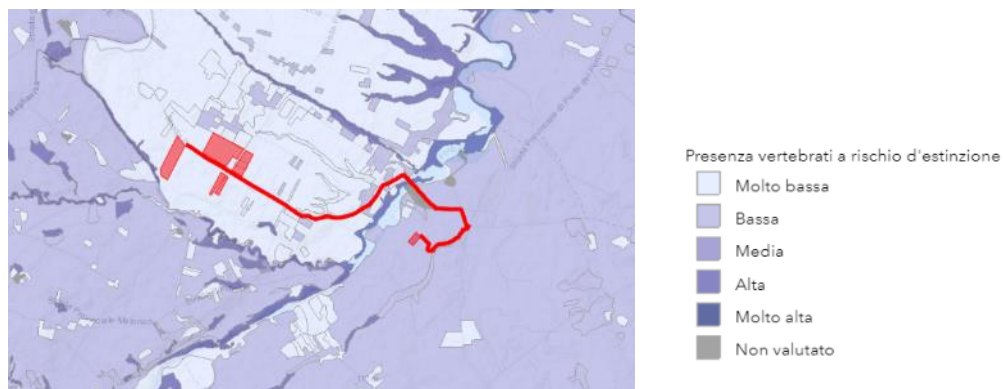 Presenza vertebrati a rischio d'estinzione
Molto bassa
Bassa
Media
Alta
Molto alta
Non valutato